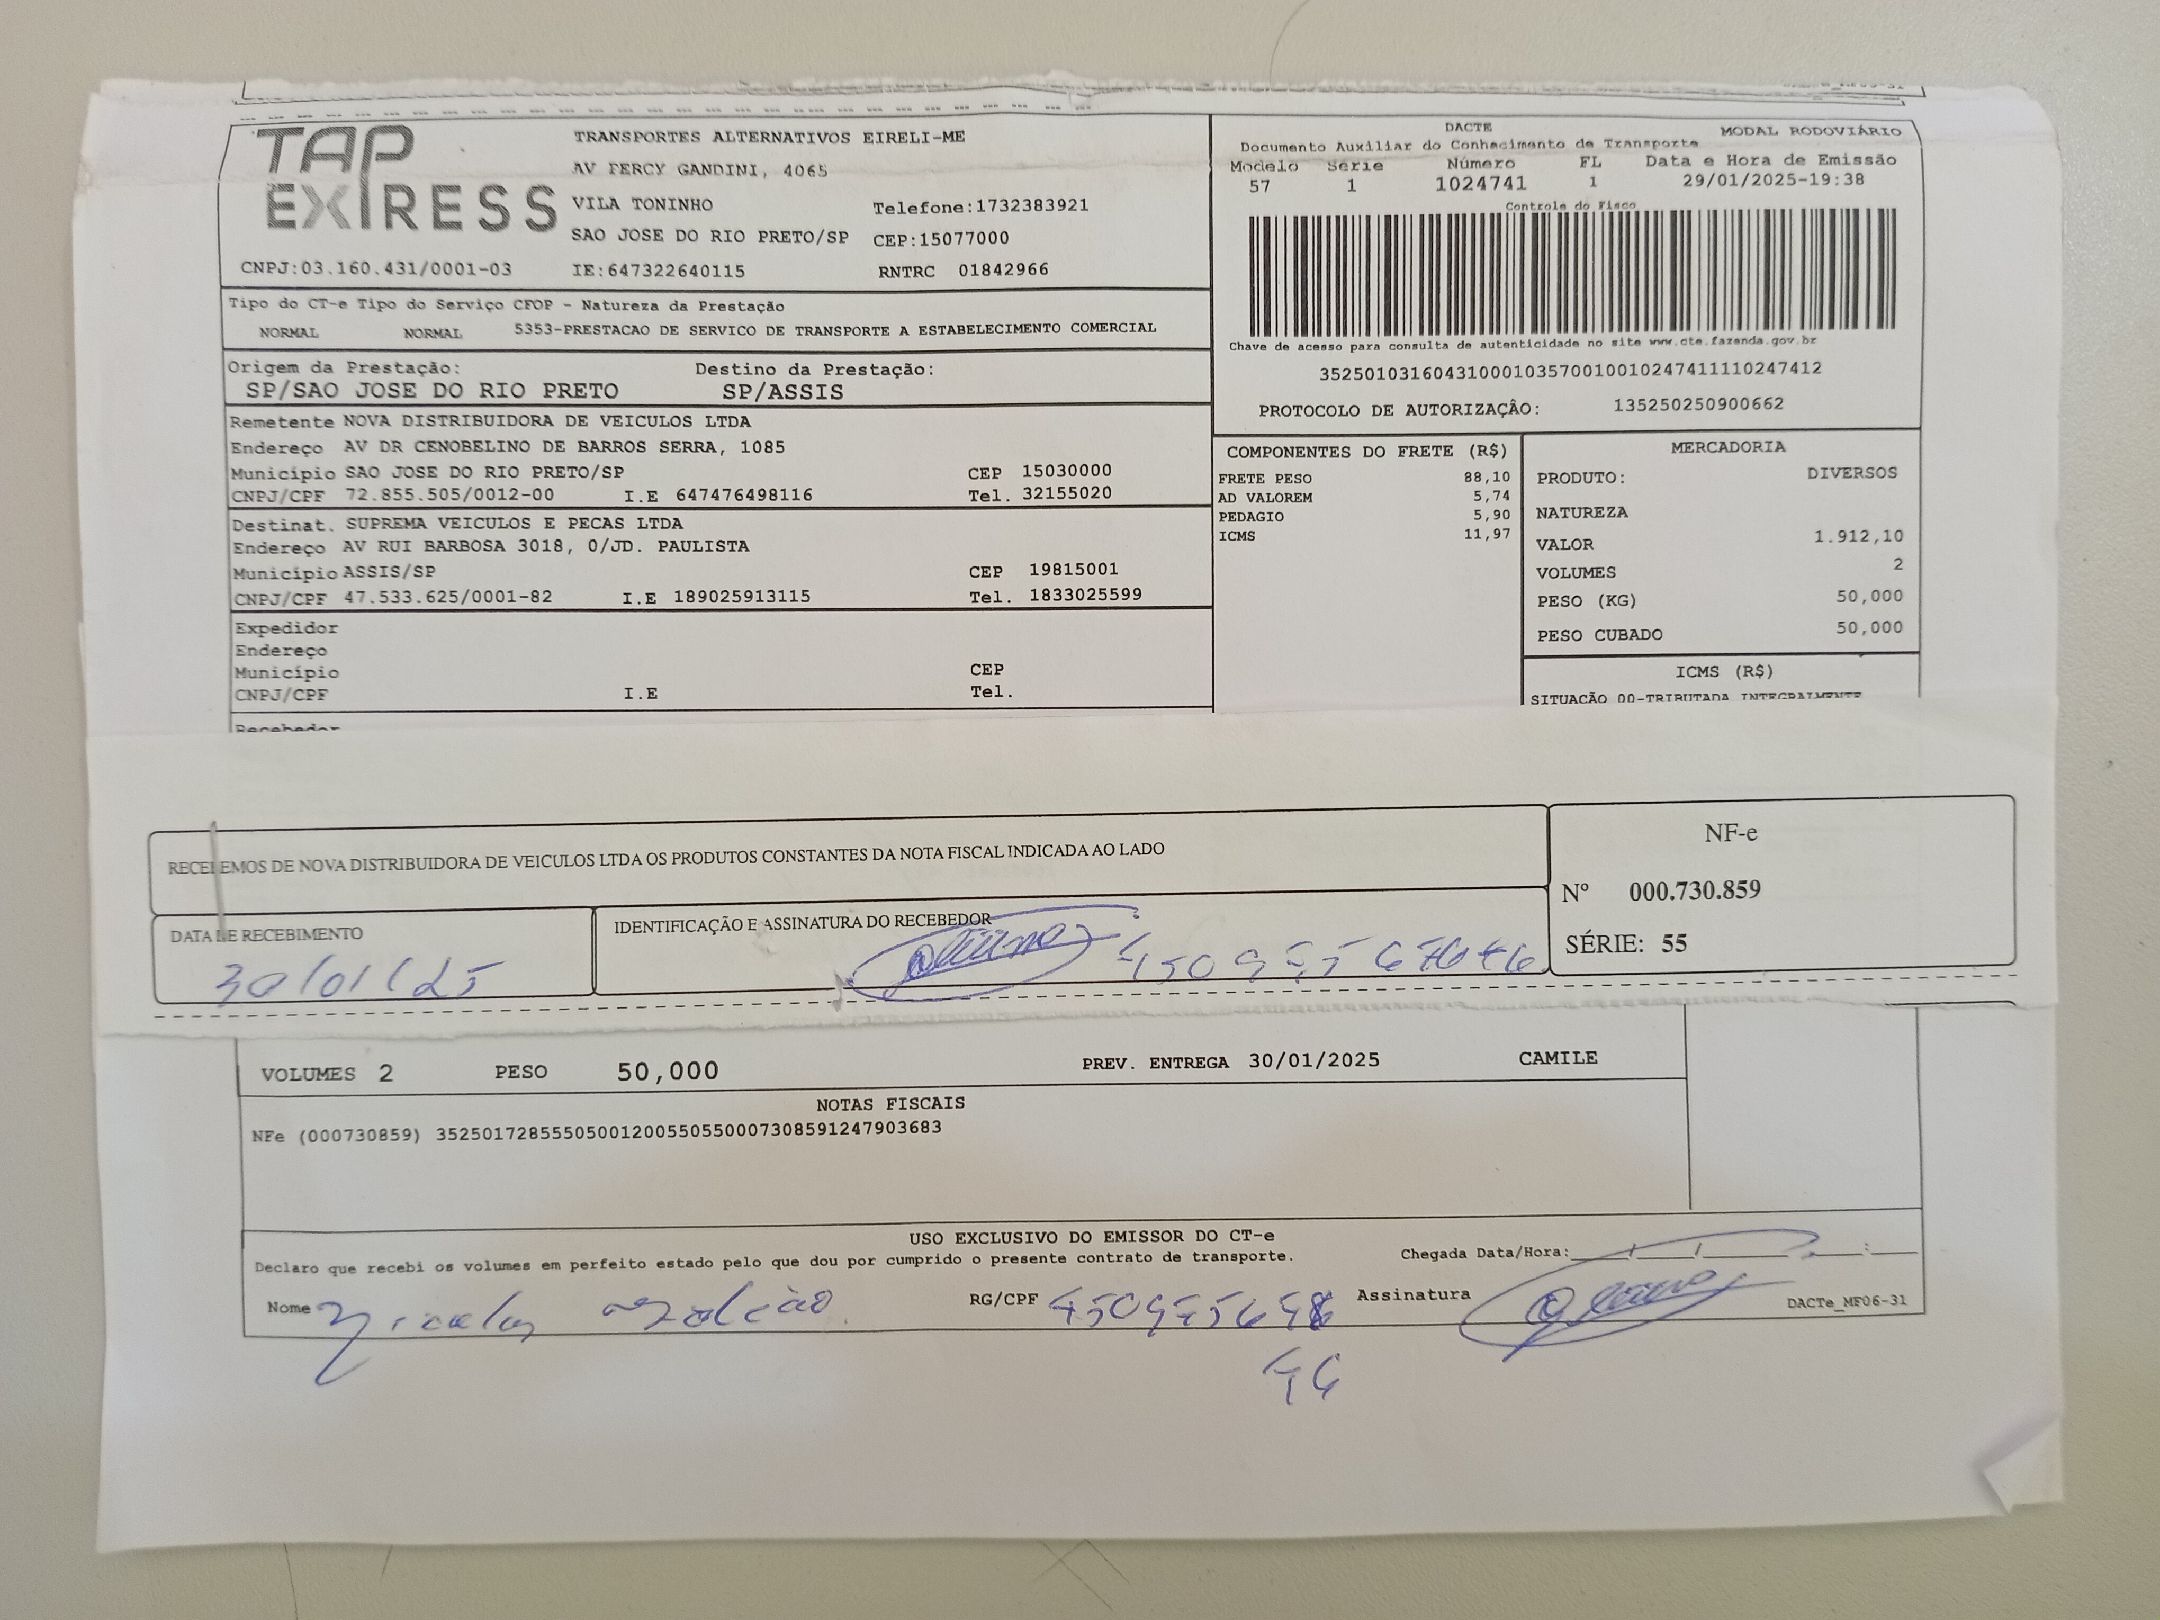 TAP
EXPRESS
TRANSPORTES ALTERNATIVOS EIRELI-ME
AV PERCY GANDINI, 4065
VILA TONINHO Telefone:1732383921
SAO JOSE DO RIO PRETO/SP CEP:15077000
CNPJ:03.160.431/0001-03 IE:647322640115 RNTRC 01842966
DACTE MODAL RODOVIÁRIO
Documento Auxiliar do Conhecimento de Transporte
Modelo Serie Número FL Data e Hora de Emissão
57 1 1024741 1 29/01/2025-19:38
Controle do Fisco
Chave de acesso para consulta de autenticidade no site www.cte.fazenda.gov.br
35250103160431000103570010010247411110247412
PROTOCOLO DE AUTORIZAÇÃO: 135250250900662
Tipo do CT-e Tipo do Serviço CFOP - Natureza da Prestação
NORMAL NORMAL 5353-PRESTACAO DE SERVICO DE TRANSPORTE A ESTABELECIMENTO COMERCIAL
Origem da Prestação: Destino da Prestação:
SP/SAO JOSE DO RIO PRETO SP/ASSIS
Remetente NOVA DISTRIBUIDORA DE VEICULOS LTDA
Endereço AV DR CENOBELINO DE BARROS SERRA, 1085
Município SAO JOSE DO RIO PRETO/SP CEP 15030000
CNPJ/CPF 72.855.505/0012-00 I.E 647476498116 Tel. 32155020
Destinat. SUPREMA VEICULOS E PECAS LTDA
Endereço AV RUI BARBOSA 3018, 0/JD. PAULISTA
Município ASSIS/SP CEP 19815001
CNPJ/CPF 47.533.625/0001-82 I.E 189025913115 Tel. 1833025599
Expedidor
Endereço
Município CEP
CNPJ/CPF I.E Tel.
Recebedor
COMPONENTES DO FRETE (R$)
FRETE PESO 88,10
AD VALOREM 5,74
PEDAGIO 5,90
ICMS 11,97
MERCADORIA
PRODUTO: DIVERSOS
NATUREZA
VALOR 1.912,10
VOLUMES 2
PESO (KG) 50,000
PESO CUBADO 50,000
ICMS (R$)
SITUAÇÃO 00-TRIBUTADA INTEGRALMENTE
RECEBEMOS DE NOVA DISTRIBUIDORA DE VEICULOS LTDA OS PRODUTOS CONSTANTES DA NOTA FISCAL INDICADA AO LADO
DATA DE RECEBIMENTO IDENTIFICAÇÃO E ASSINATURA DO RECEBEDOR
30/01/25
NF-e
N° 000.730.859
SÉRIE: 55
VOLUMES 2 PESO 50,000 PREV. ENTREGA 30/01/2025 CAMILE
NOTAS FISCAIS
NFe (000730859) 35250172855505001200550550007308591247903683
USO EXCLUSIVO DO EMISSOR DO CT-e
Declaro que recebi os volumes em perfeito estado pelo que dou por cumprido o presente contrato de transporte. Chegada Data/Hora:___/___/___ ___:___
Nome RG/CPF Assinatura DACTe_MF06-31